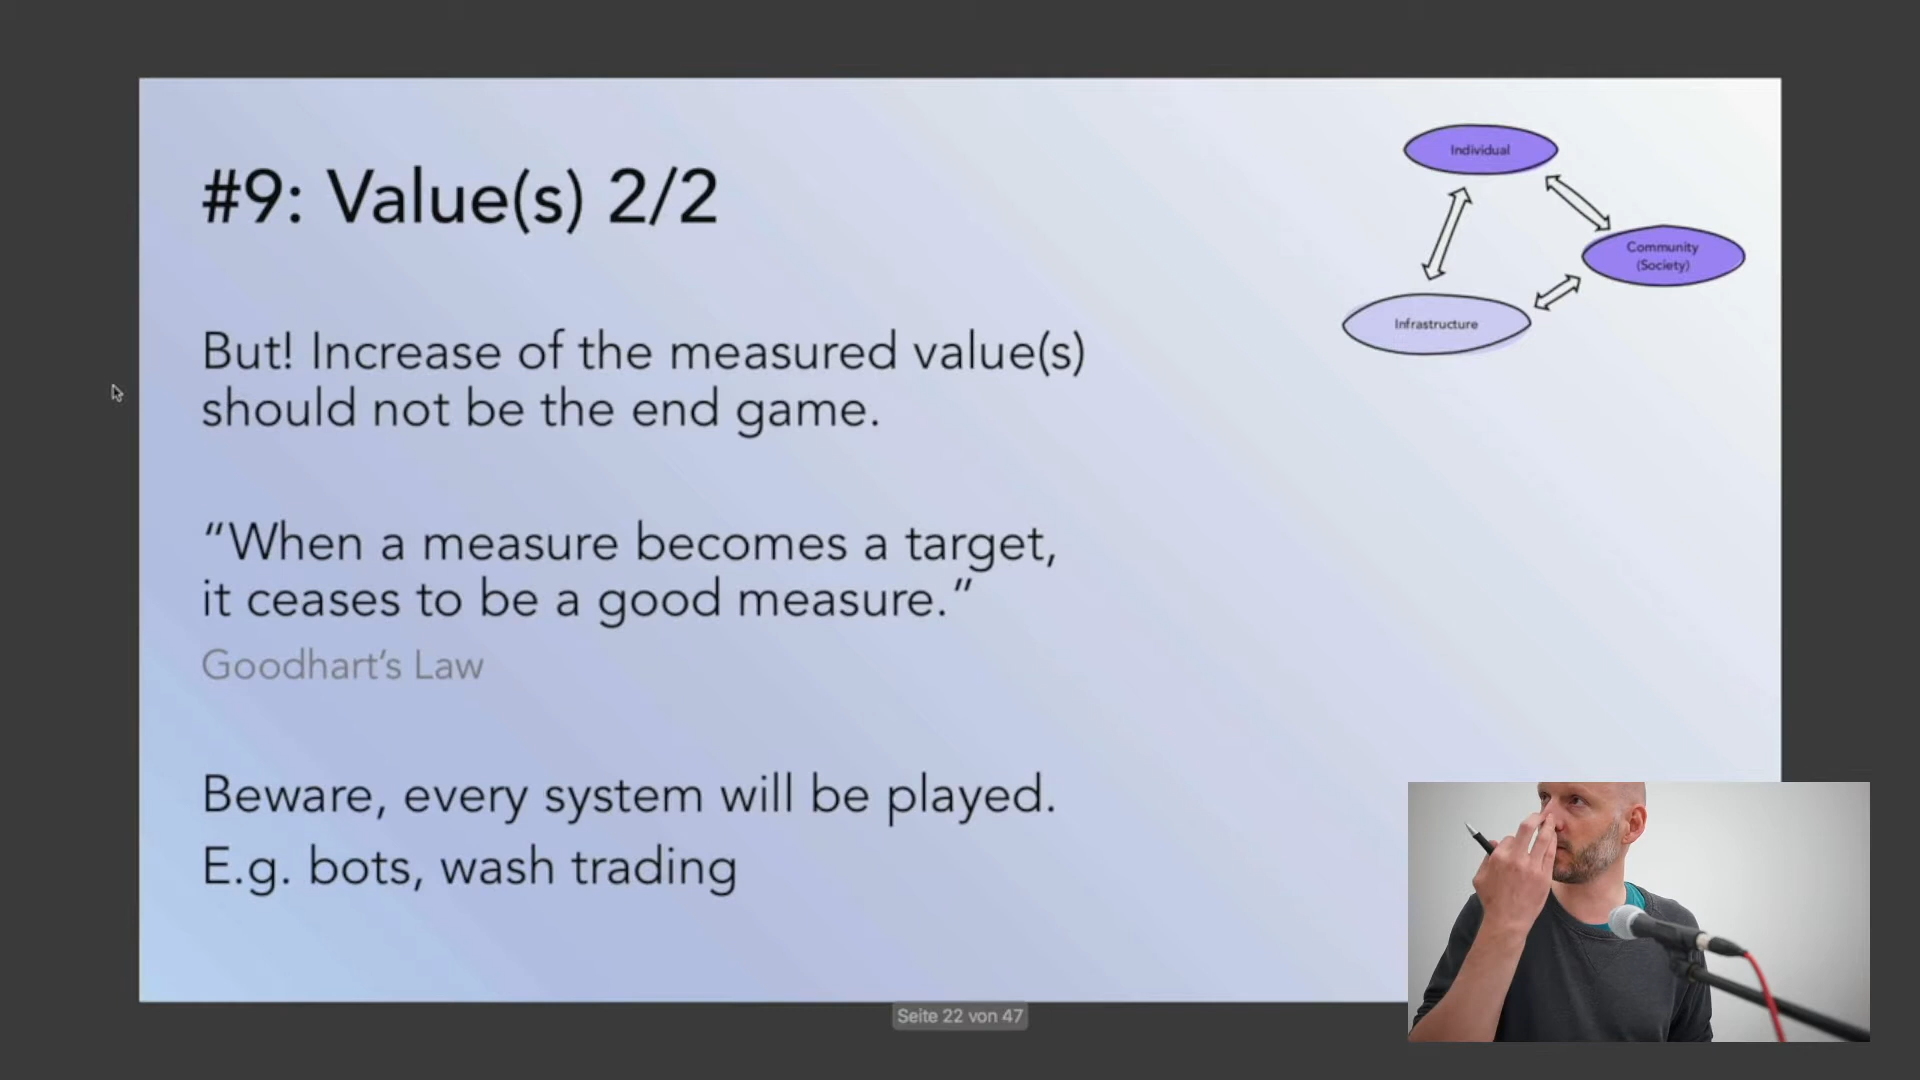 #9: Value(s) 2/2
But! Increase of the measured value(s)
should not be the end game.
“When a measure becomes a target,
it ceases to be a good measure.”
Goodhart’s Law
Beware, every system will be played.
E.g. bots, wash trading
Individual
Community
(Society)
Infrastructure
Seite 22 von 47